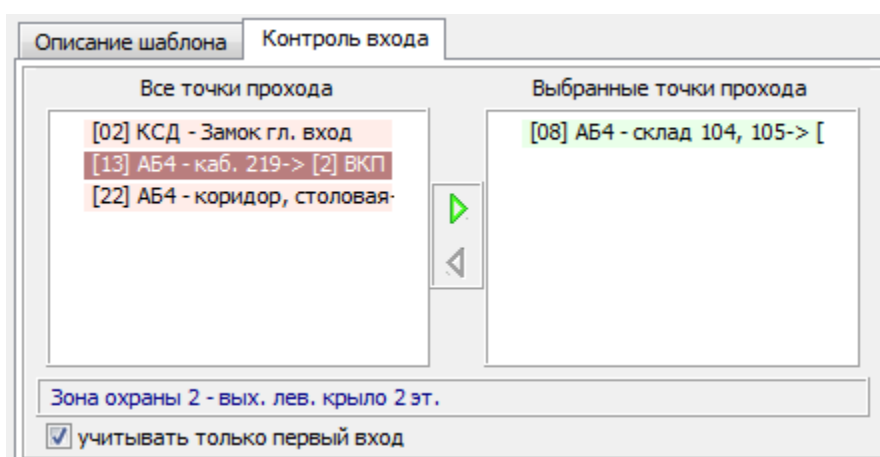 Описание шаблона
Контроль входа
Все точки прохода
[02] КСД - Замок гл. вход
[13] АБ4 - каб. 219-> [2] ВКП
[22] АБ4 - коридор, столовая-
Выбранные точки прохода
[08] АБ4 - склад 104, 105-> [
Зона охраны 2 - вых. лев. крыло 2 эт.
учитывать только первый вход